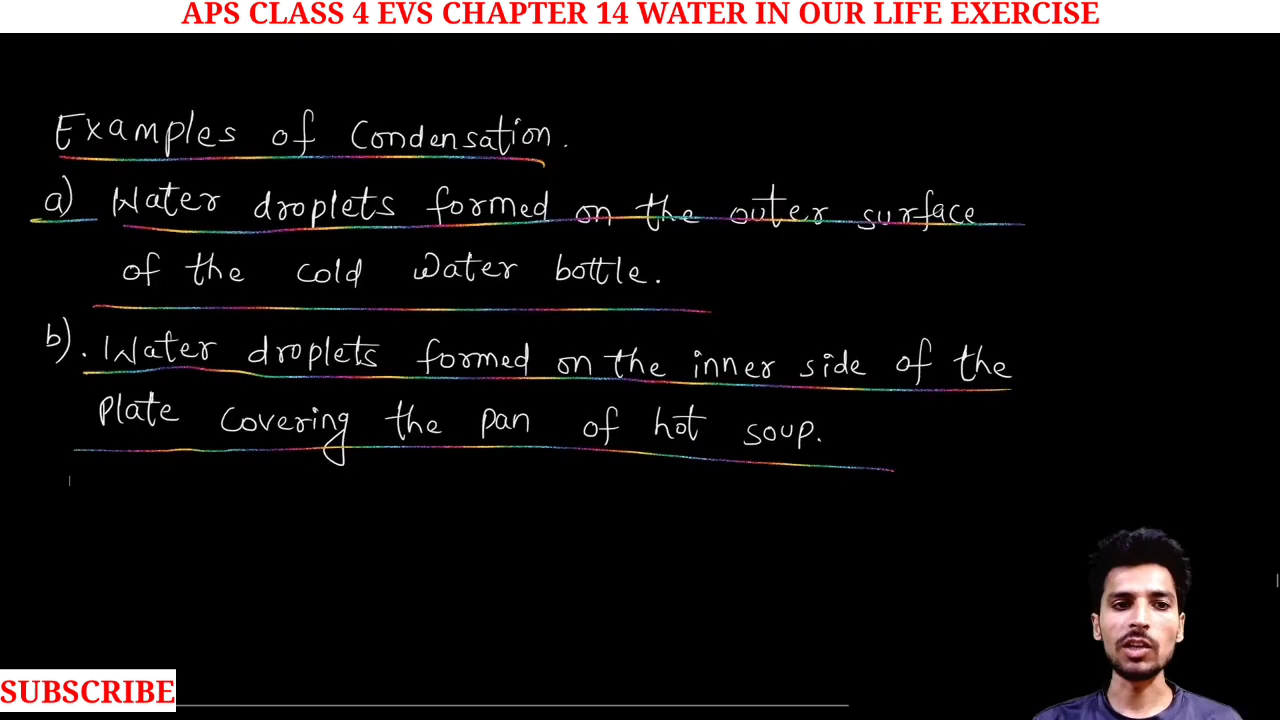 APS CLASS 4 EVS CHAPTER 14 WATER IN OUR LIFE EXERCISE
Examples of Condensation.
a) Water droplets formed on the outer surface
of the cold water bottle.
b). Water droplets formed on the inner side of the
plate covering the pan of hot soup.
SUBSCRIBE